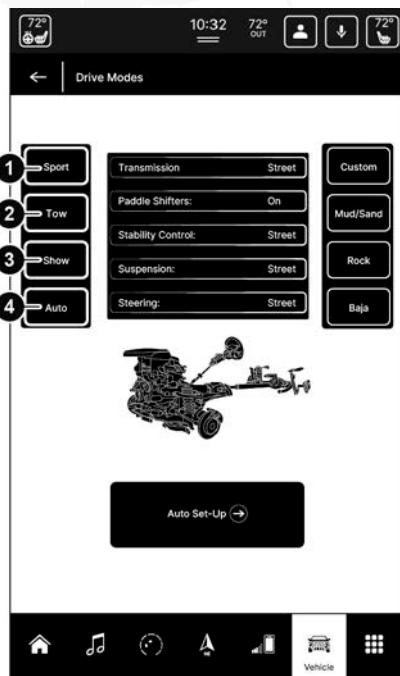 72°
10:32
72°
OUT
72°
Drive Modes
1
Sport
2
Tow
3
Show
4
Auto
Transmission Street
Paddle Shifters: On
Stability Control: Street
Suspension: Street
Steering: Street
Custom
Mud/Sand
Rock
Baja
Auto Set-Up
NE
Vehicle